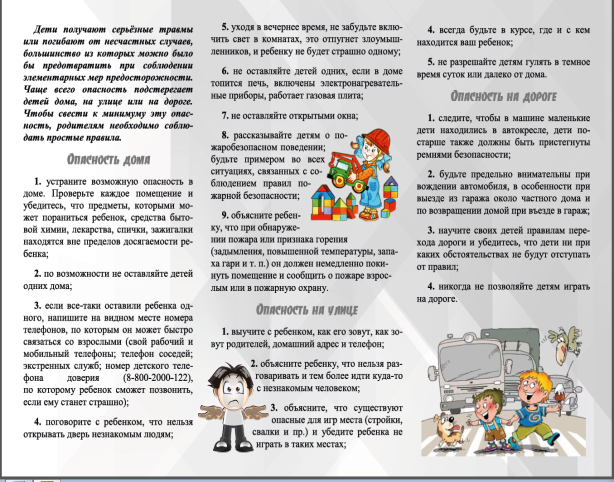 Дети получают серьёзные травмы
или погибают от несчастных случаев,
большинство из которых можно было
бы предотвратить при соблюдении
элементарных мер предосторожности.
Чаще всего опасность подстерегает
детей дома, на улице или на дороге.
Чтобы свести к минимуму эту опас-
ность, родителям необходимо соблю-
дать простые правила.
Опасность дома
1. устраните возможную опасность в
доме. Проверьте каждое помещение и
убедитесь, что предметы, которыми мо-
жет пораниться ребенок, средства быто-
вой химии, лекарства, спички, зажигалки
находятся вне пределов досягаемости ре-
бенка;
2. по возможности не оставляйте детей
одних дома;
3. если все-таки оставили ребенка од-
ного, напишите на видном месте номера
телефонов, по которым он может быстро
связаться со взрослыми (свой рабочий и
мобильный телефоны; телефон соседей;
экстренных служб; номер детского теле-
фона доверия (8-800-2000-122),
по которому ребенок сможет позвонить,
если ему станет страшно);
4. поговорите с ребенком, что нельзя
открывать дверь незнакомым людям;
5. уходя в вечернее время, не забудьте вклю-
чить свет в комнатах, это отпугнет злоумыш-
ленников, и ребенку не будет страшно одному;
6. не оставляйте детей одних, если в доме
топится печь, включены электронагреватель-
ные приборы, работает газовая плита;
7. не оставляйте открытыми окна;
8. рассказывайте детям о по-
жаробезопасном поведении;
будьте примером во всех
ситуациях, связанных с со-
блюдением правил по-
жарной безопасности;
9. объясните ребен-
ку, что при обнаруже-
нии пожара или признака горения
(задымления, повышенной температуры, запа-
ха гари и т. п.) он должен немедленно поки-
нуть помещение и сообщить о пожаре взрос-
лым или в пожарную охрану.
Опасность на улице
1. выучите с ребенком, как его зовут, как зо-
вут родителей, домашний адрес и телефон;
2. объясните ребенку, что нельзя раз-
говаривать и тем более идти куда-то
с незнакомым человеком;
3. объясните, что существуют
опасные для игр места (стройки,
свалки и пр.) и убедите ребенка не
играть в таких местах;
4. всегда будьте в курсе, где и с кем
находится ваш ребенок;
5. не разрешайте детям гулять в темное
время суток или далеко от дома.
Опасность на дороге
1. следите, чтобы в машине маленькие
дети находились в автокресле, дети по-
старше также должны быть пристегнуты
ремнями безопасности;
2. будьте предельно внимательны при
вождении автомобиля, в особенности при
выезде из гаража около частного дома и
по возвращении домой при въезде в гараж;
3. научите своих детей правилам пере-
хода дороги и убедитесь, что дети ни при
каких обстоятельствах не будут отступать
от правил;
4. никогда не позволяйте детям играть
на дороге.